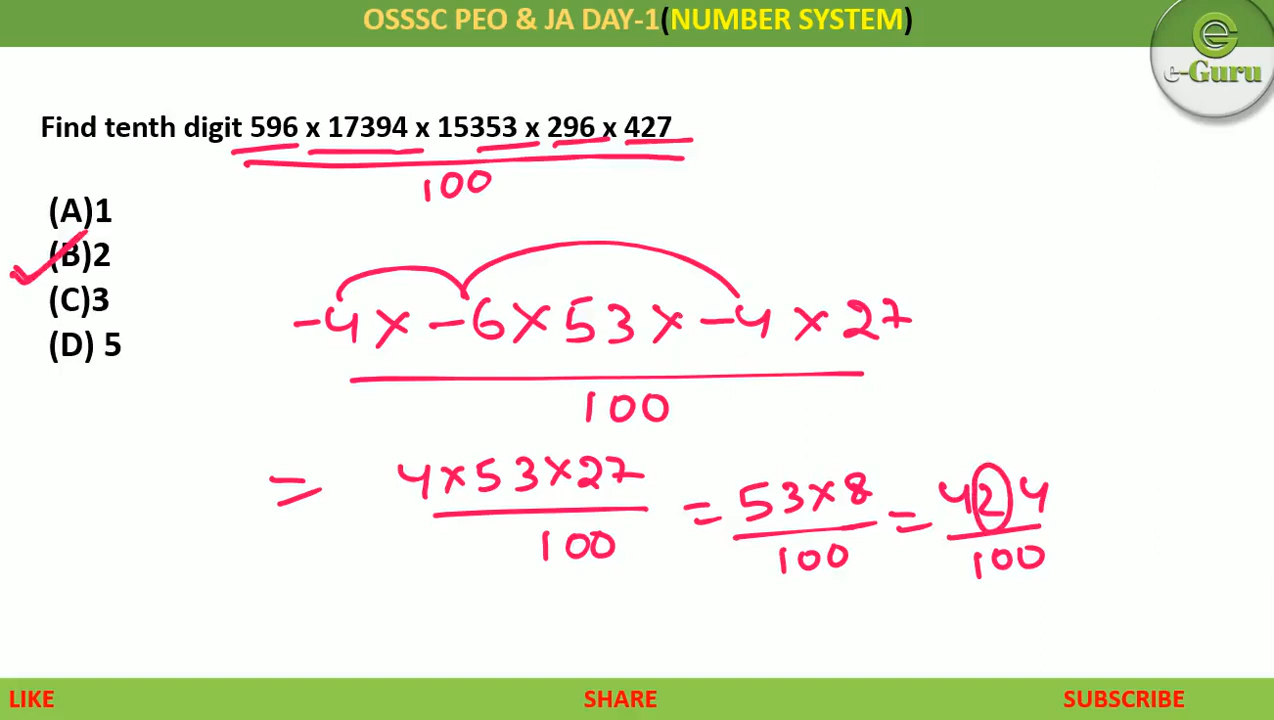 OSSSC PEO & JA DAY-1(NUMBER SYSTEM)
e
e-Guru
Find tenth digit 596 x 17394 x 15353 x 296 x 427
100
(A)1
(B)2
(C)3
(D) 5
-4 x -6 x 53 x -4 x 27
100
= 4x53x27 = 53x8 = 424
100 100 100
LIKE SHARE SUBSCRIBE